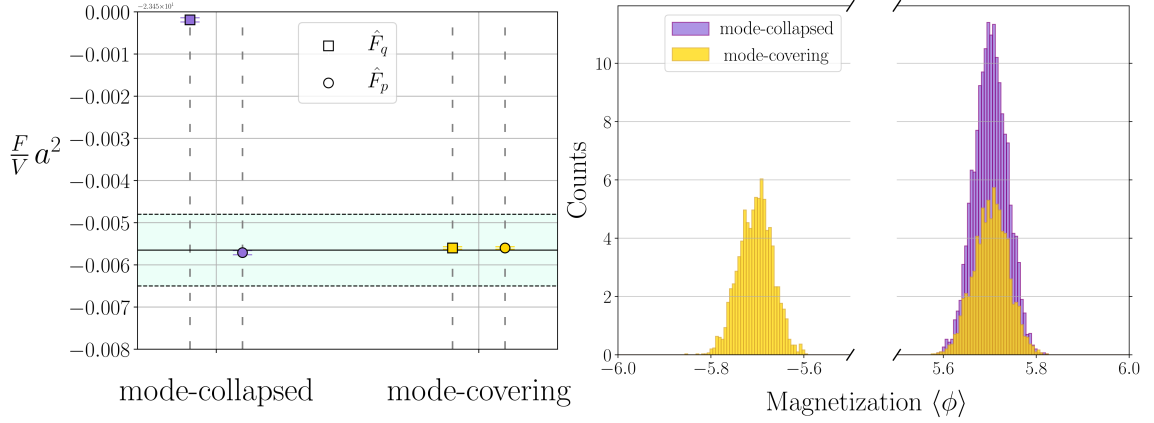 −2.345×10¹
0.000
−0.001
−0.002
−0.003
−0.004
−0.005
−0.006
−0.007
−0.008
F/V a²
F̂_q
F̂_p
mode-collapsed
mode-covering
mode-collapsed
mode-covering
Counts
10
8
6
4
2
0
−6.0
−5.8
−5.6
5.6
5.8
6.0
Magnetization ⟨ϕ⟩